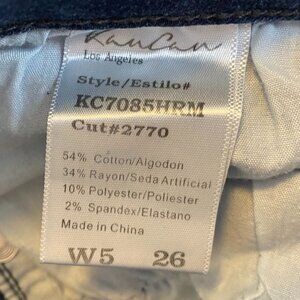 KanCan
Los Angeles
Style/Estilo#
KC7085HRM
Cut#2770
54% Cotton/Algodon
34% Rayon/Seda Artificial
10% Polyester/Poliester
2% Spandex/Elastano
Made in China
W5 26